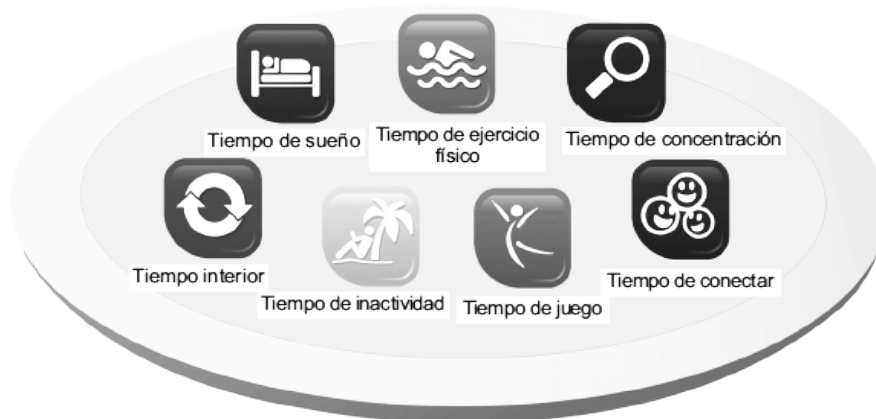 Tiempo de sueño
Tiempo de ejercicio
físico
Tiempo de concentración
Tiempo interior
Tiempo de inactividad
Tiempo de juego
Tiempo de conectar